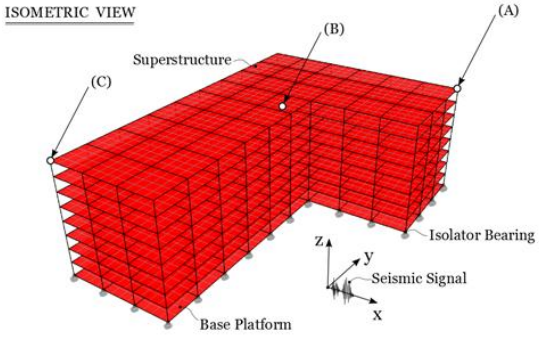 ISOMETRIC VIEW
(A)
(B)
Superstructure
(C)
Isolator Bearing
z
y
Seismic Signal
x
Base Platform